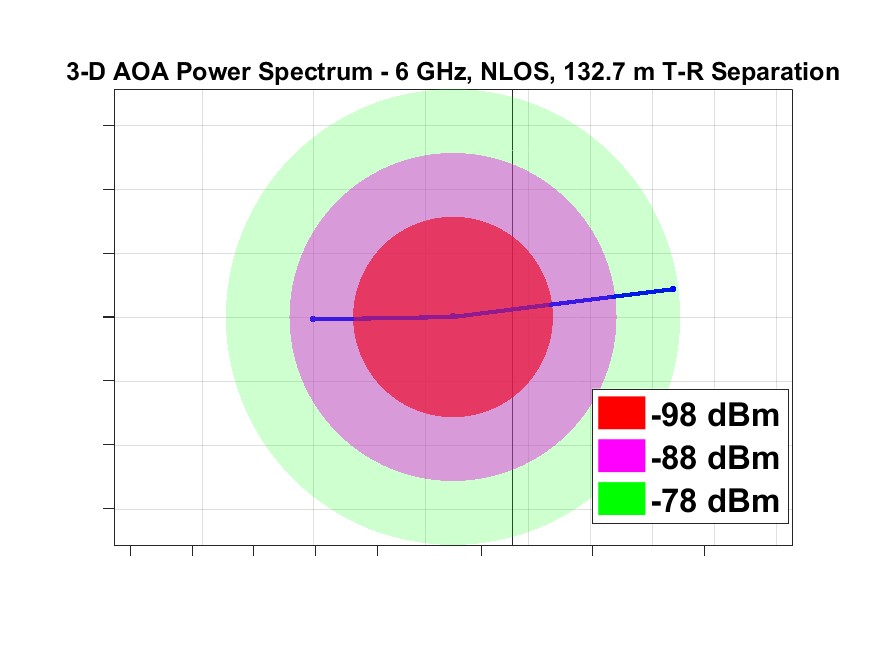 3-D AOA Power Spectrum - 6 GHz, NLOS, 132.7 m T-R Separation
-98 dBm
-88 dBm
-78 dBm